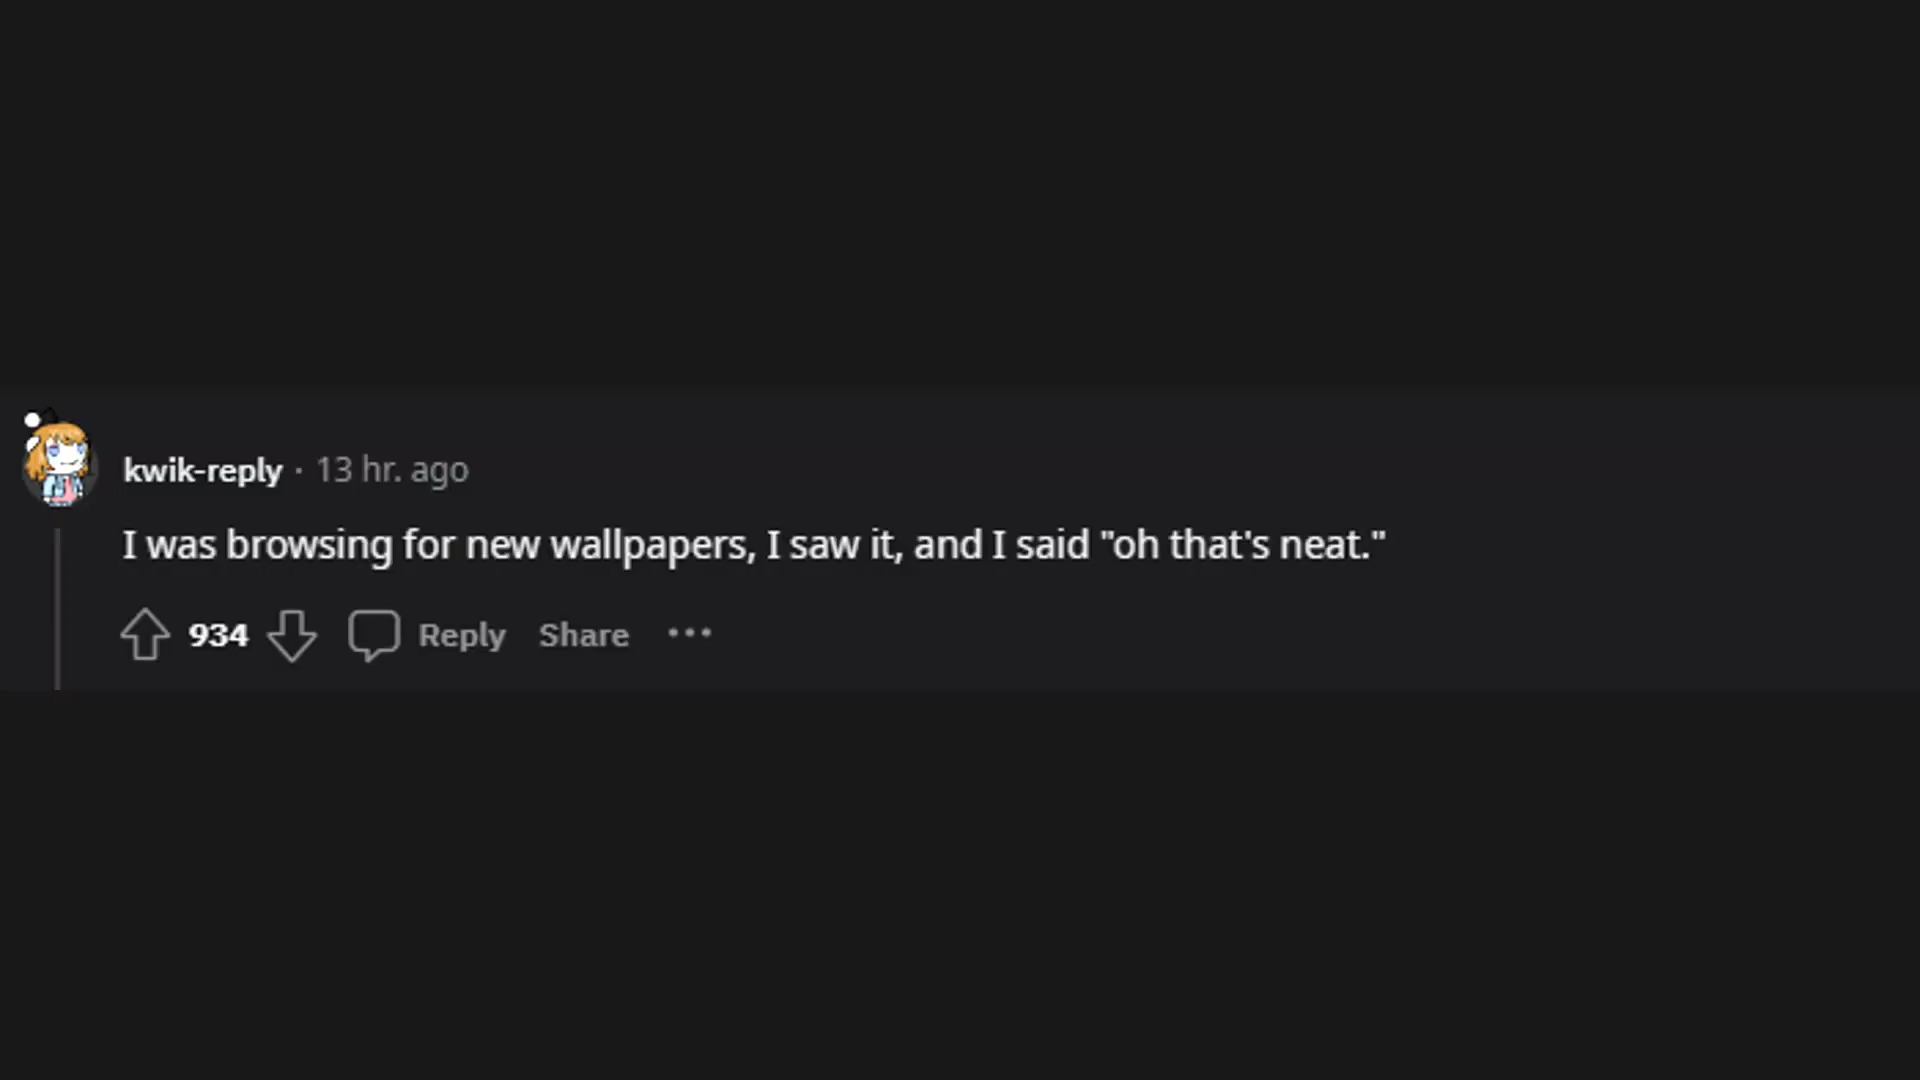 kwik-reply · 13 hr. ago
I was browsing for new wallpapers, I saw it, and I said "oh that's neat."
934 Reply Share ···